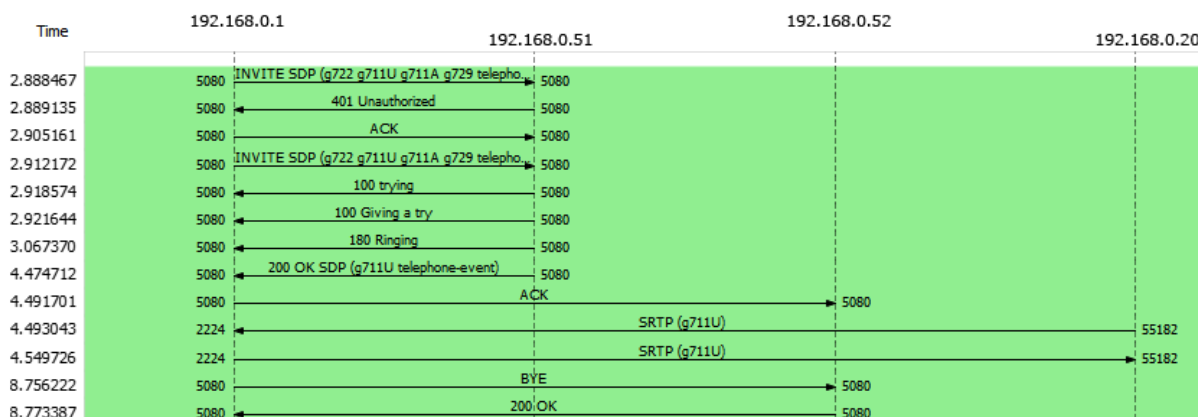 Time 192.168.0.1 192.168.0.51 192.168.0.52 192.168.0.20
2.888467 5080 INVITE SDP (g722 g711U g711A g729 telepho... 5080
2.889135 5080 401 Unauthorized 5080
2.905161 5080 ACK 5080
2.912172 5080 INVITE SDP (g722 g711U g711A g729 telepho... 5080
2.918574 5080 100 trying 5080
2.921644 5080 100 Giving a try 5080
3.067370 5080 180 Ringing 5080
4.474712 5080 200 OK SDP (g711U telephone-event) 5080
4.491701 5080 ACK 5080
4.493043 2224 SRTP (g711U) 55182
4.549726 2224 SRTP (g711U) 55182
8.756222 5080 BYE 5080
8.773387 5080 200 OK 5080